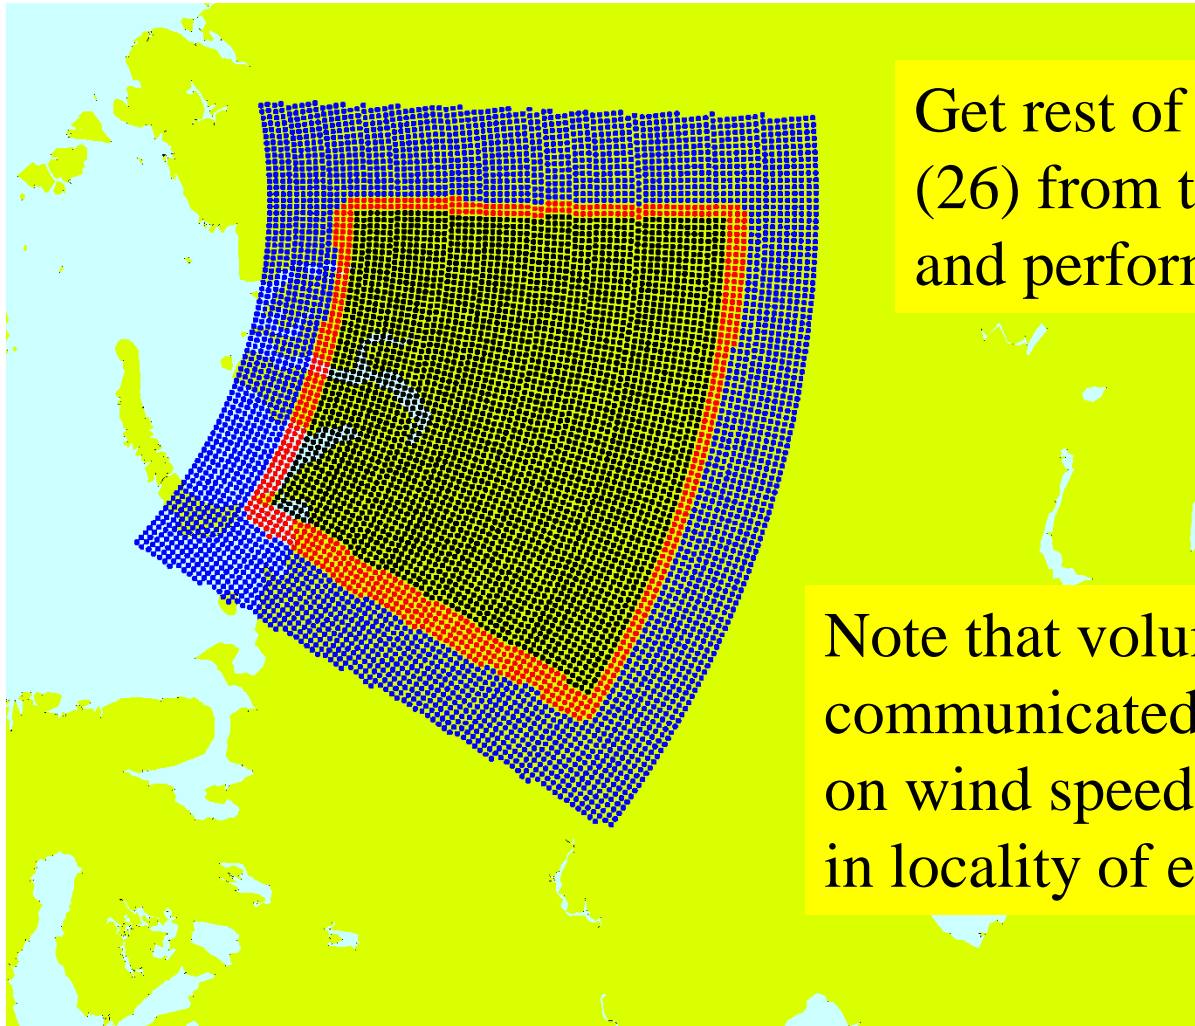 Get rest of
(26) from t
and perforn
Note that volu
communicated
on wind speed
in locality of e